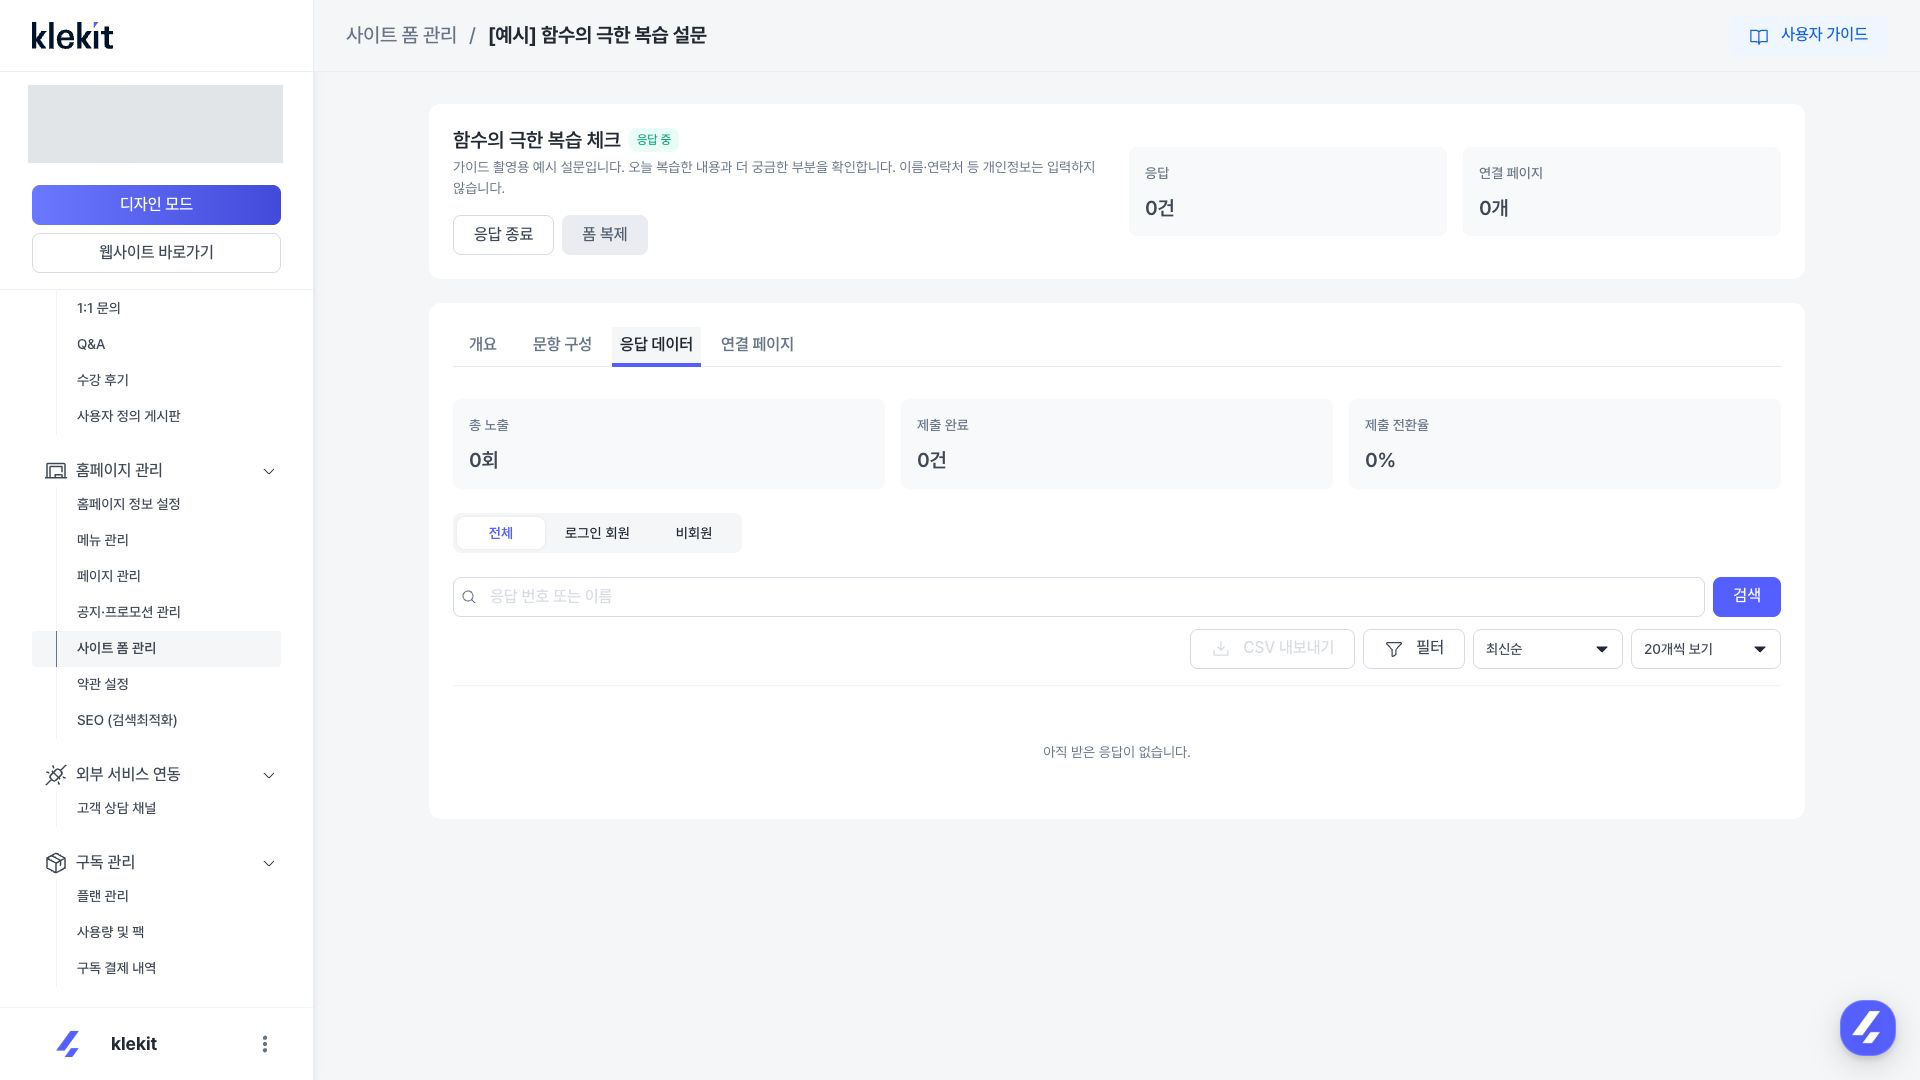 klekit
사이트 폼 관리 / [예시] 함수의 극한 복습 설문
사용자 가이드
디자인 모드
웹사이트 바로가기
1:1 문의
Q&A
수강 후기
사용자 정의 게시판
홈페이지 관리
홈페이지 정보 설정
메뉴 관리
페이지 관리
공지·프로모션 관리
사이트 폼 관리
약관 설정
SEO (검색최적화)
외부 서비스 연동
고객 상담 채널
구독 관리
플랜 관리
사용량 및 팩
구독 결제 내역
klekit
함수의 극한 복습 체크 응답 중
가이드 촬영용 예시 설문입니다. 오늘 복습한 내용과 더 궁금한 부분을 확인합니다. 이름·연락처 등 개인정보는 입력하지
않습니다.
응답 종료 폼 복제
응답
0건
연결 페이지
0개
개요 문항 구성 응답 데이터 연결 페이지
총 노출
0회
제출 완료
0건
제출 전환율
0%
전체 로그인 회원 비회원
응답 번호 또는 이름 검색
CSV 내보내기 필터 최신순 20개씩 보기
아직 받은 응답이 없습니다.